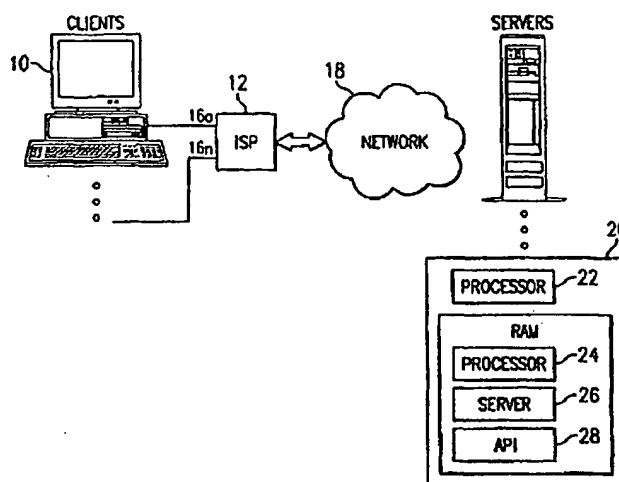 CLIENTS
SERVERS
10
12
18
16a
ISP
16n
NETWORK
20
PROCESSOR
22
RAM
PROCESSOR
24
SERVER
26
API
28